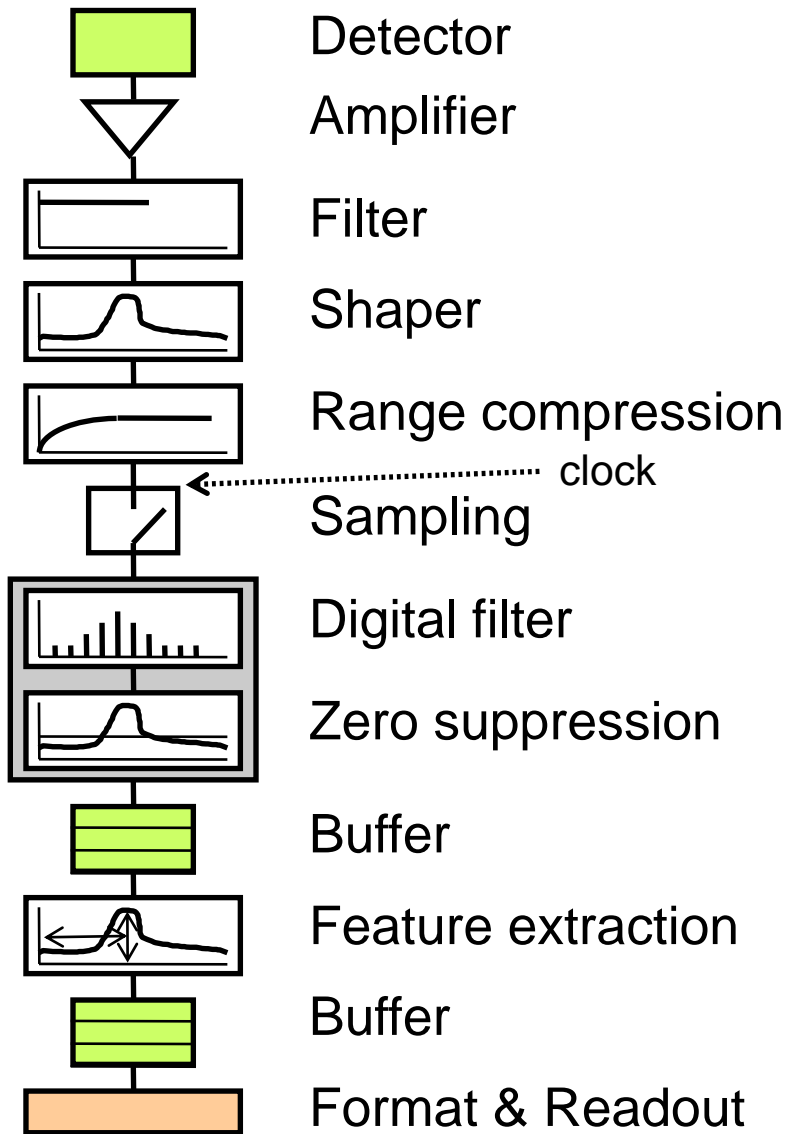 Detector
Amplifier
Filter
Shaper
Range compression
clock
Sampling
Digital filter
Zero suppression
Buffer
Feature extraction
Buffer
Format & Readout